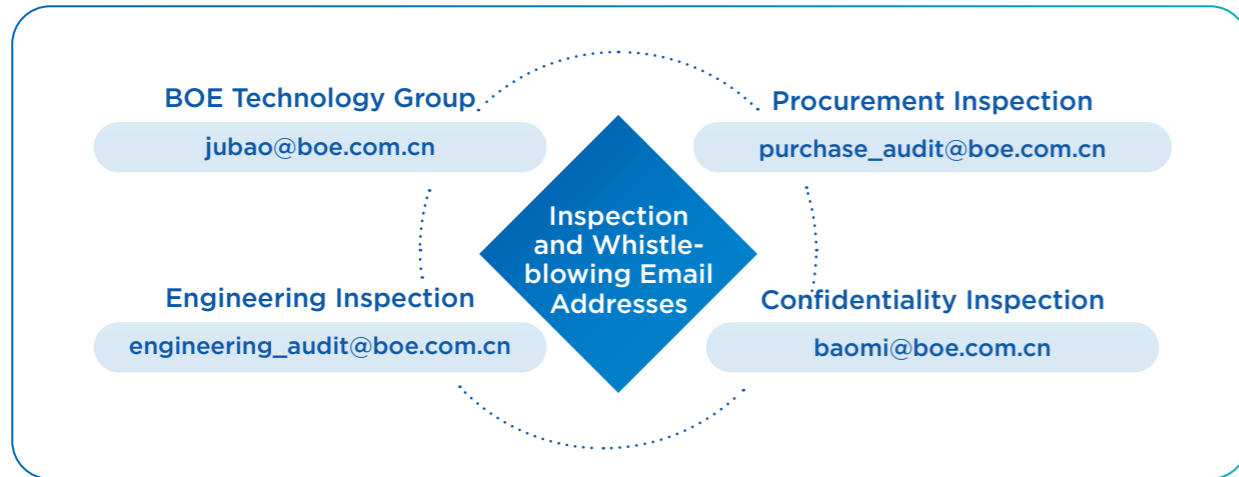 BOE Technology Group
jubao@boe.com.cn
Procurement Inspection
purchase_audit@boe.com.cn
Inspection
and Whistle-
blowing Email
Addresses
Engineering Inspection
engineering_audit@boe.com.cn
Confidentiality Inspection
baomi@boe.com.cn